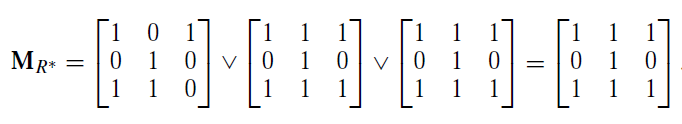 1 0 1 1 1 1 1 1 1 1 1 1
M_{R*} = 0 1 0 ∨ 0 1 0 ∨ 0 1 0 = 0 1 0
1 1 0 1 1 1 1 1 1 1 1 1